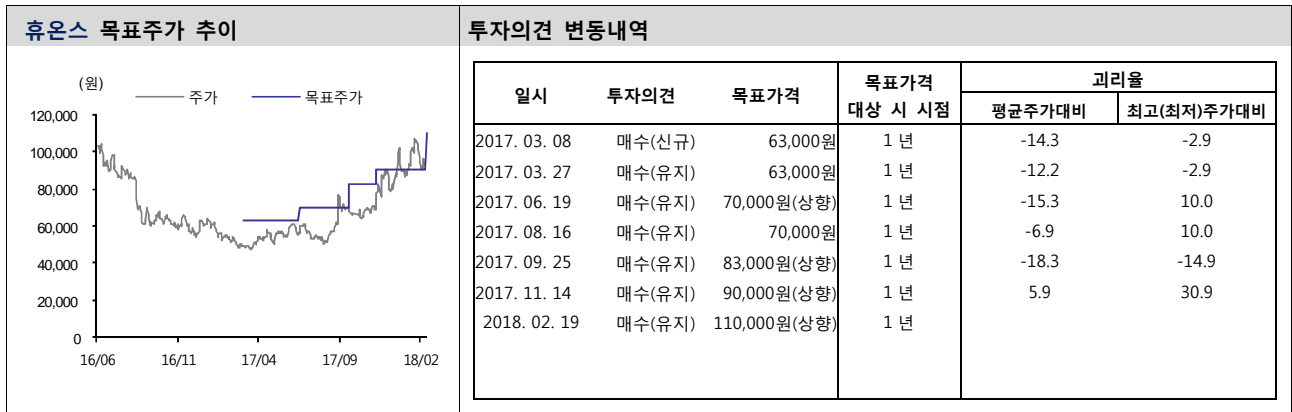 휴온스 목표주가 추이
(원)
주가 목표주가
120,000
100,000
80,000
60,000
40,000
20,000
0
16/06 16/11 17/04 17/09 18/02
투자의견 변동내역
일시 투자의견 목표가격 목표가격 대상 시 시점 괴리율
평균주가대비 최고(최저)주가대비
2017. 03. 08 매수(신규) 63,000원 1 년 -14.3 -2.9
2017. 03. 27 매수(유지) 63,000원 1 년 -12.2 -2.9
2017. 06. 19 매수(유지) 70,000원(상향) 1 년 -15.3 10.0
2017. 08. 16 매수(유지) 70,000원 1 년 -6.9 10.0
2017. 09. 25 매수(유지) 83,000원(상향) 1 년 -18.3 -14.9
2017. 11. 14 매수(유지) 90,000원(상향) 1 년 5.9 30.9
2018. 02. 19 매수(유지) 110,000원(상향) 1 년